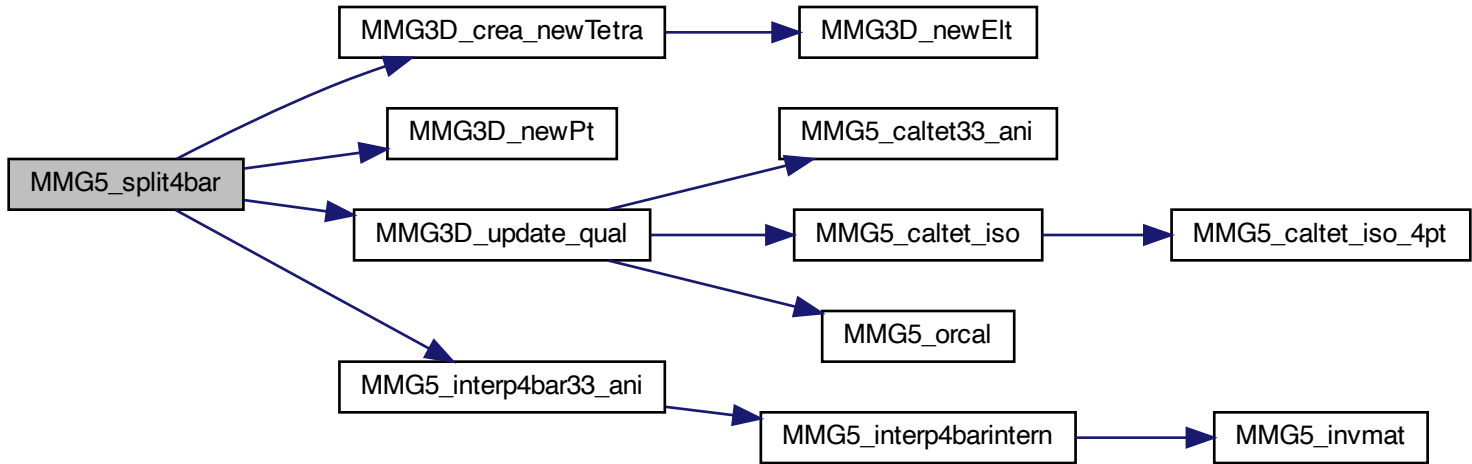 MMG5_split4bar
MMG3D_crea_newTetra
MMG3D_newElt
MMG3D_newPt
MMG3D_update_qual
MMG5_caltet33_ani
MMG5_caltet_iso
MMG5_caltet_iso_4pt
MMG5_orcal
MMG5_interp4bar33_ani
MMG5_interp4barintern
MMG5_invmat